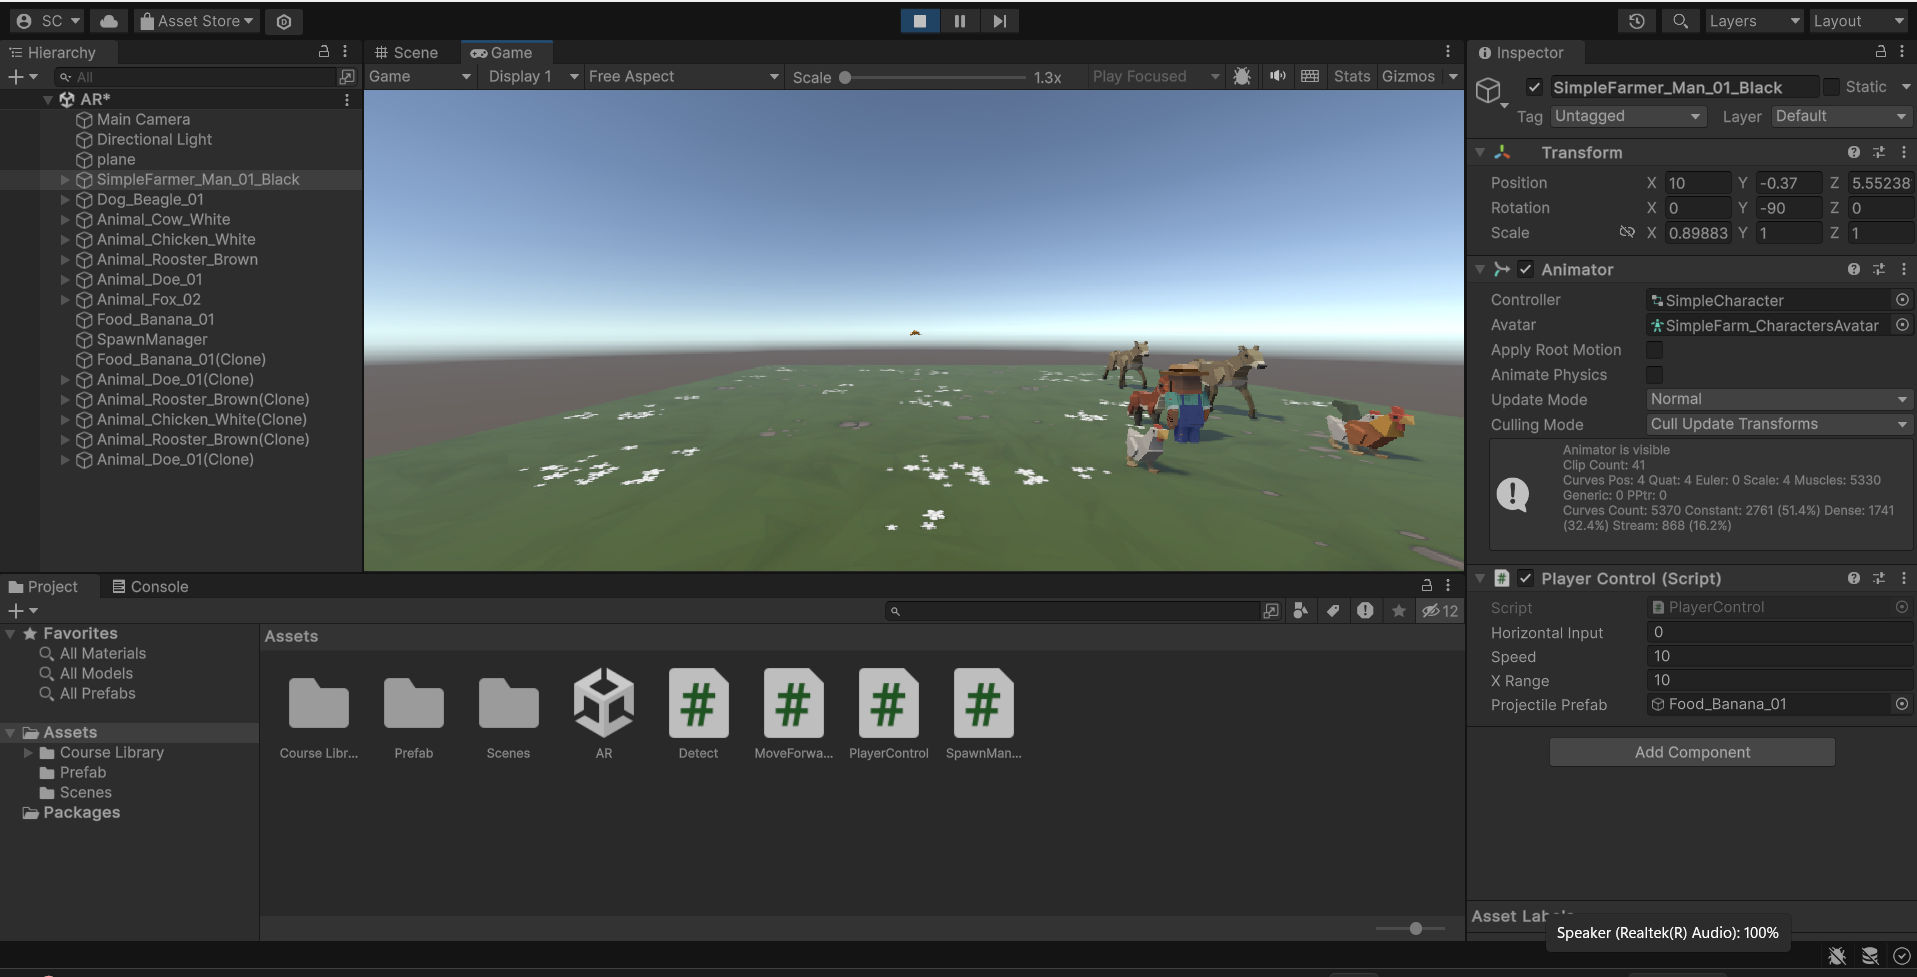 SC
Asset Store
Layers
Layout
Hierarchy
All
AR*
Main Camera
Directional Light
plane
SimpleFarmer_Man_01_Black
Dog_Beagle_01
Animal_Cow_White
Animal_Chicken_White
Animal_Rooster_Brown
Animal_Doe_01
Animal_Fox_02
Food_Banana_01
SpawnManager
Food_Banana_01(Clone)
Animal_Doe_01(Clone)
Animal_Rooster_Brown(Clone)
Animal_Chicken_White(Clone)
Animal_Rooster_Brown(Clone)
Animal_Doe_01(Clone)
Scene
Game
Game
Display 1
Free Aspect
Scale
1.3x
Play Focused
Stats
Gizmos
Inspector
SimpleFarmer_Man_01_Black
Static
Tag
Untagged
Layer
Default
Transform
Position
X
10
Y
-0.37
Z
5.55238
Rotation
X
0
Y
-90
Z
0
Scale
X
0.89883
Y
1
Z
1
Animator
Controller
SimpleCharacter
Avatar
SimpleFarm_CharactersAvatar
Apply Root Motion
Animate Physics
Update Mode
Normal
Culling Mode
Cull Update Transforms
Animator is visible
Clip Count: 41
Curves Pos: 4 Quat: 4 Euler: 0 Scale: 4 Muscles: 5330
Generic: 0 PPtr: 0
Curves Count: 5370 Constant: 2761 (51.4%) Dense: 1741
(32.4%) Stream: 868 (16.2%)
Player Control (Script)
Script
PlayerControl
Horizontal Input
0
Speed
10
X Range
10
Projectile Prefab
Food_Banana_01
Add Component
Asset Labels
Speaker (Realtek(R) Audio): 100%
Project
Console
12
Favorites
All Materials
All Models
All Prefabs
Assets
Course Library
Prefab
Scenes
Packages
Assets
Course Libr...
Prefab
Scenes
AR
Detect
MoveForwa...
PlayerControl
SpawnMan...